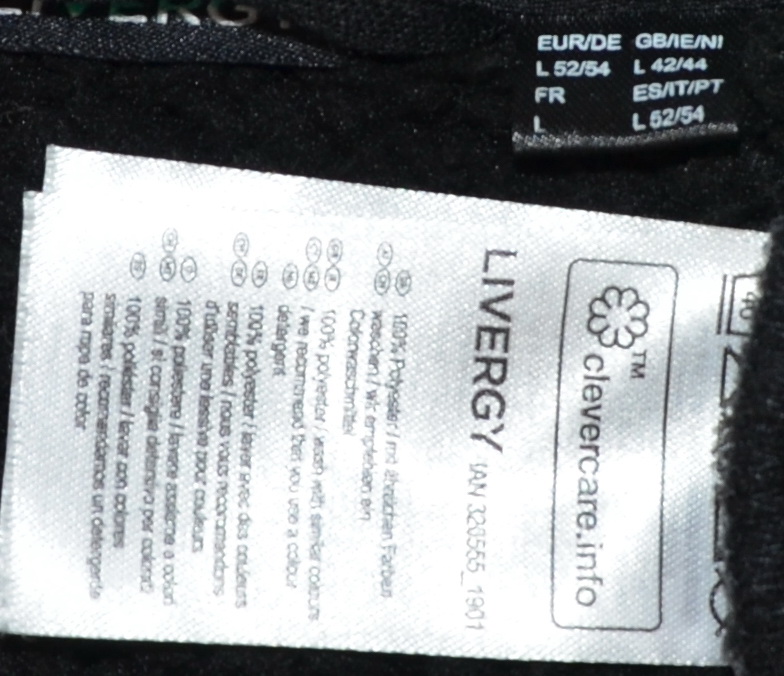 LIVERGY
EUR/DE GB/IE/NI
L 52/54 L 42/44
FR ES/IT/PT
L L 52/54
clevercare.info
TM
LIVERGY IAN 320565_1901
100% Polyester / mit ähnlichen Farben
waschen / wir empfehlen ein
Colorwaschmittel
100% polyester / wash with similar colours
/ we recommend that you use a colour
detergent
100% polyester / laver avec des couleurs
semblables / nous vous recommandons
d'utiliser une lessive pour couleurs
100% poliestere / lavare assieme a colori
simili / si consiglia detersivo per colorati
100% poliéster / lavar con colores
similares / recomendamos un detergente
para ropa de color